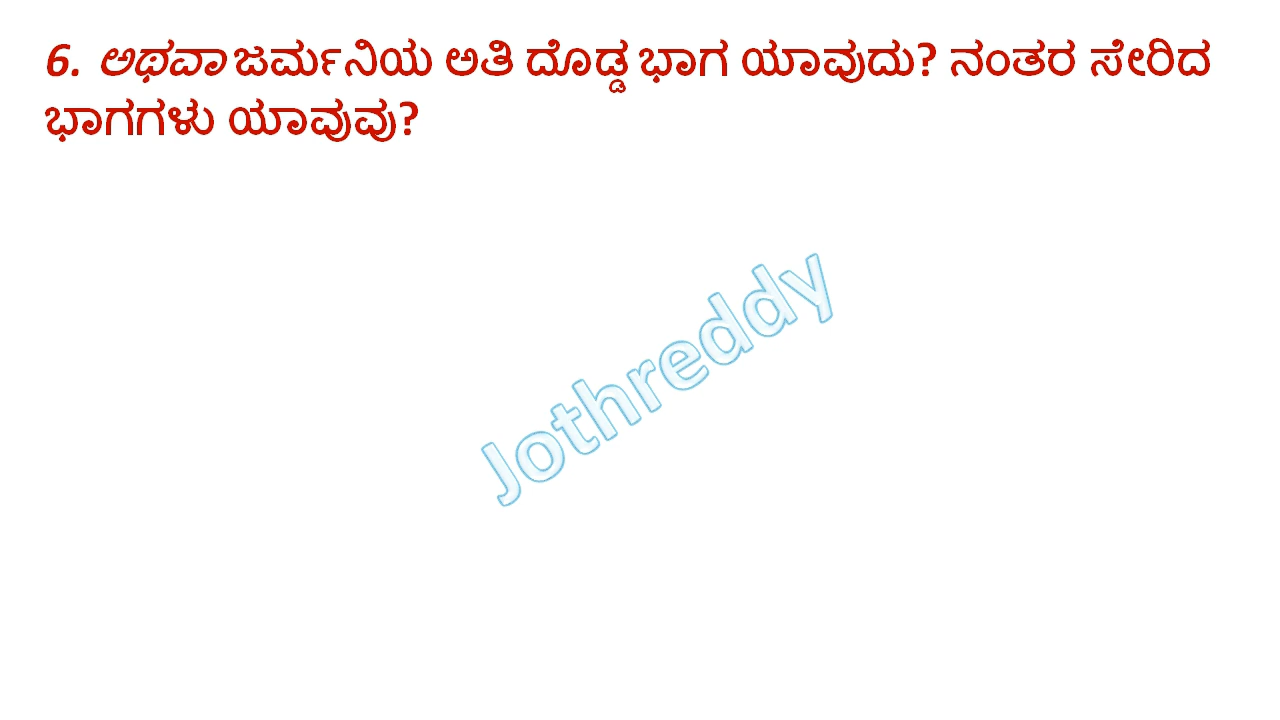 6. ಅಥವಾ ಜರ್ಮನಿಯ ಅತಿ ದೊಡ್ಡ ಭಾಗ ಯಾವುದು? ನಂತರ ಸೇರಿದ
ಭಾಗಗಳು ಯಾವುವು?
Jothreddy